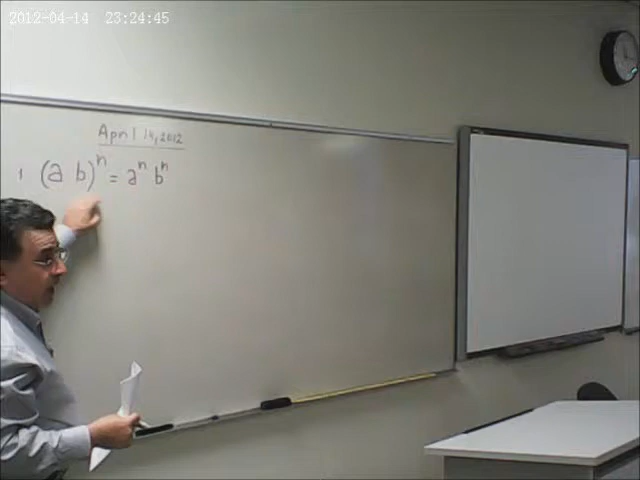 2012-04-14 23:24:45
April 14, 2012
1 (a b)ⁿ = aⁿ bⁿ